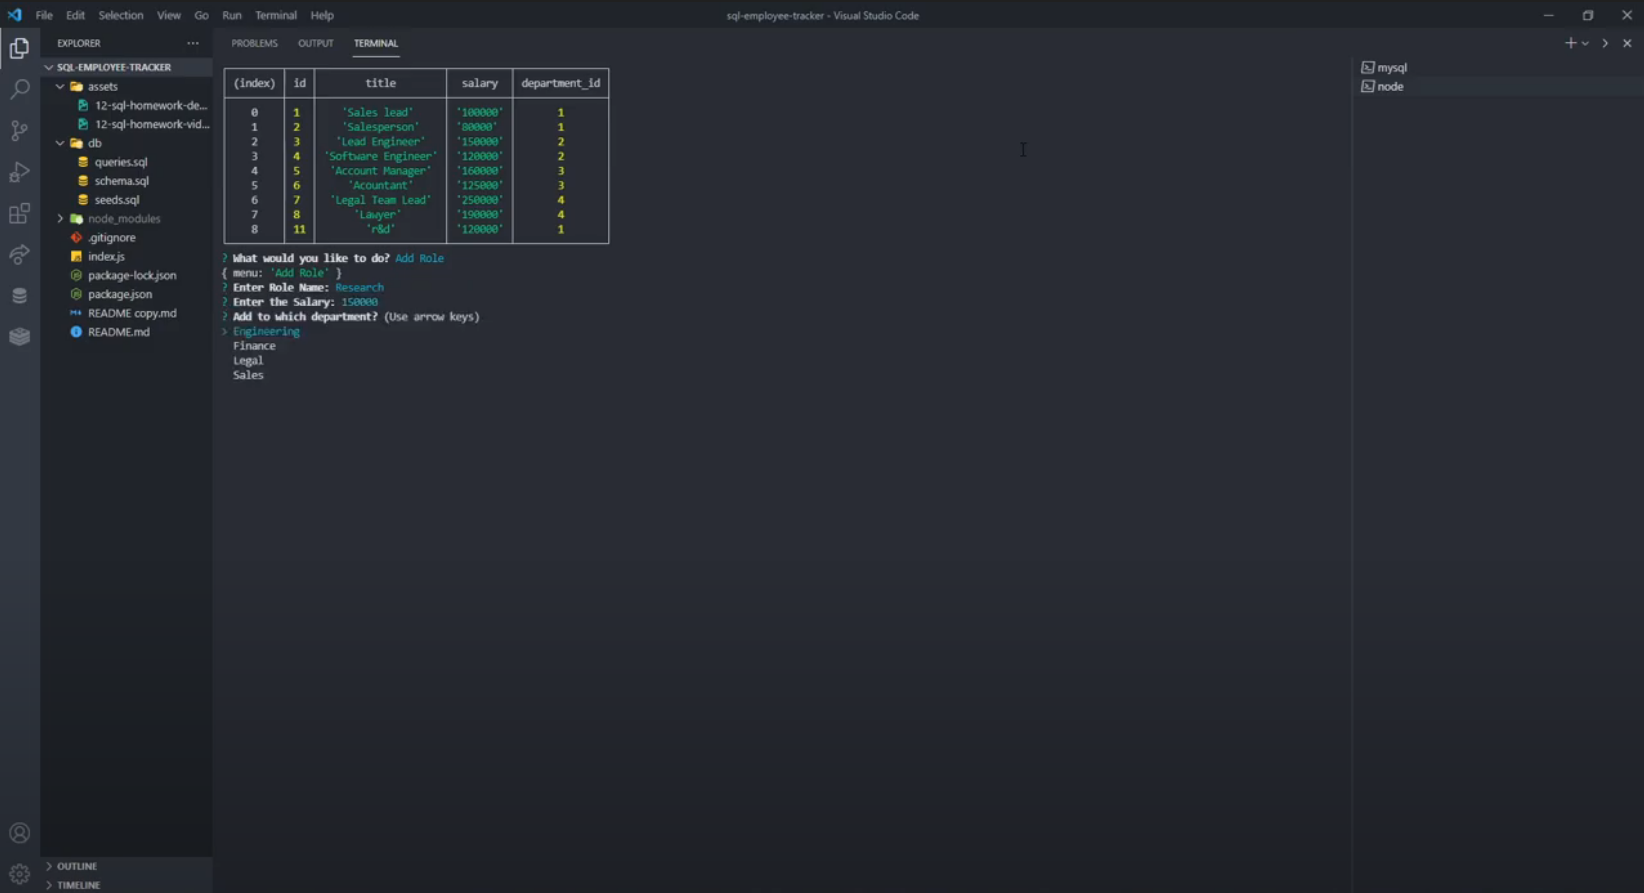 File Edit Selection View Go Run Terminal Help
sql-employee-tracker - Visual Studio Code
EXPLORER ···
SQL-EMPLOYEE-TRACKER
assets
12-sql-homework-de...
12-sql-homework-vid...
db
queries.sql
schema.sql
seeds.sql
node_modules
.gitignore
index.js
package-lock.json
package.json
README copy.md
README.md
OUTLINE
TIMELINE
PROBLEMS OUTPUT TERMINAL
(index) id title salary department_id
0 1 'Sales lead' '100000' 1
1 2 'Salesperson' '80000' 1
2 3 'Lead Engineer' '150000' 2
3 4 'Software Engineer' '120000' 2
4 5 'Account Manager' '160000' 3
5 6 'Acountant' '125000' 3
6 7 'Legal Team Lead' '250000' 4
7 8 'Lawyer' '190000' 4
8 11 'r&d' '120000' 1
? What would you like to do? Add Role
{ menu: 'Add Role' }
? Enter Role Name: Research
? Enter the Salary: 150000
? Add to which department? (Use arrow keys)
> Engineering
Finance
Legal
Sales
mysql
node